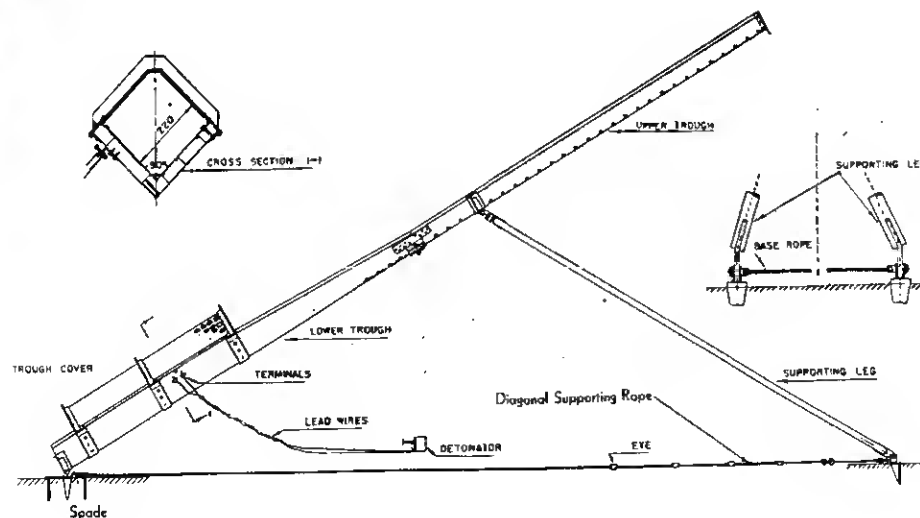 220
90°
CROSS SECTION I-I
UPPER TROUGH
SUPPORTING LE
BASE ROPE
TROUGH COVER
LOWER TROUGH
TERMINALS
LEAD WIRES
DETONATOR
Diagonal Supporting Rope
EYE
SUPPORTING LEG
Spade